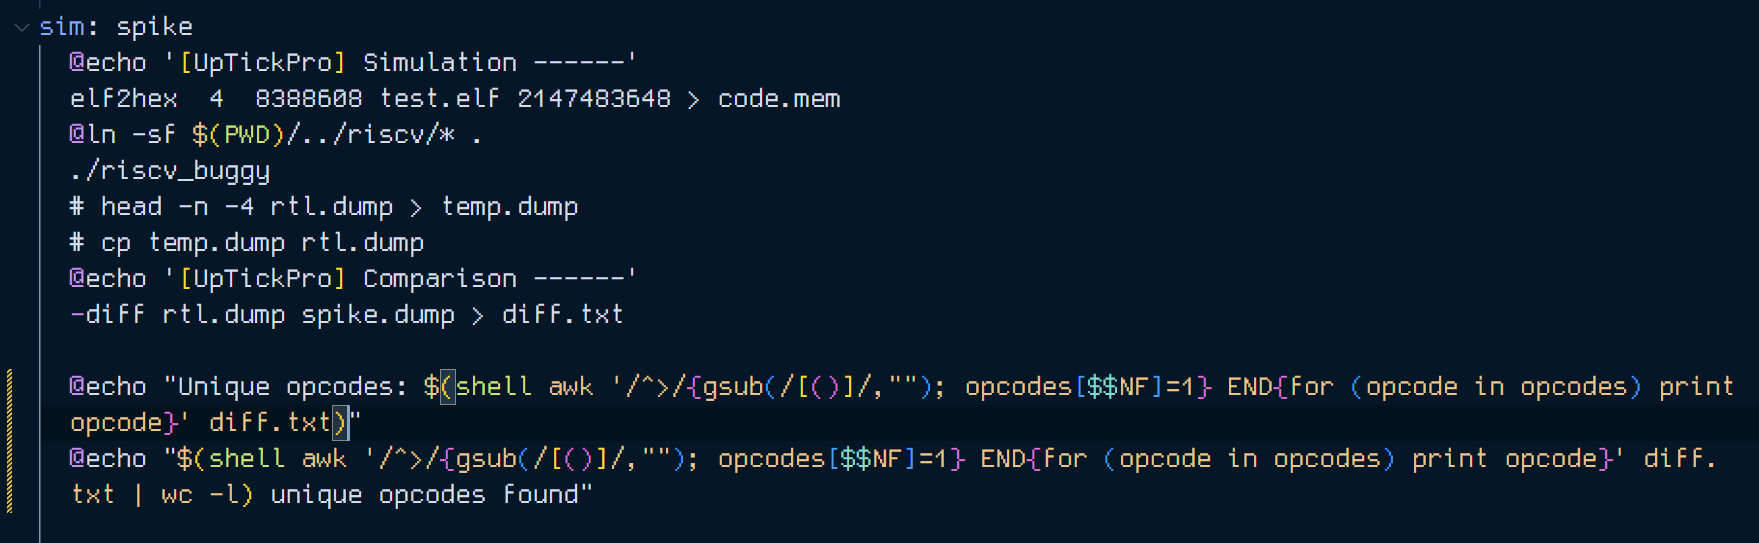 sim: spike
@echo '[UpTickPro] Simulation ------'
elf2hex  4  8388608 test.elf 2147483648 > code.mem
@ln -sf $(PWD)/../riscv/* .
./riscv_buggy
# head -n -4 rtl.dump > temp.dump
# cp temp.dump rtl.dump
@echo '[UpTickPro] Comparison ------'
-diff rtl.dump spike.dump > diff.txt
@echo "Unique opcodes: $(shell awk '/^>/{gsub(/[()]/,""); opcodes[$$NF]=1} END{for (opcode in opcodes) print
opcode}' diff.txt)"
@echo "$(shell awk '/^>/{gsub(/[()]/,""); opcodes[$$NF]=1} END{for (opcode in opcodes) print opcode}' diff.
txt | wc -l) unique opcodes found"